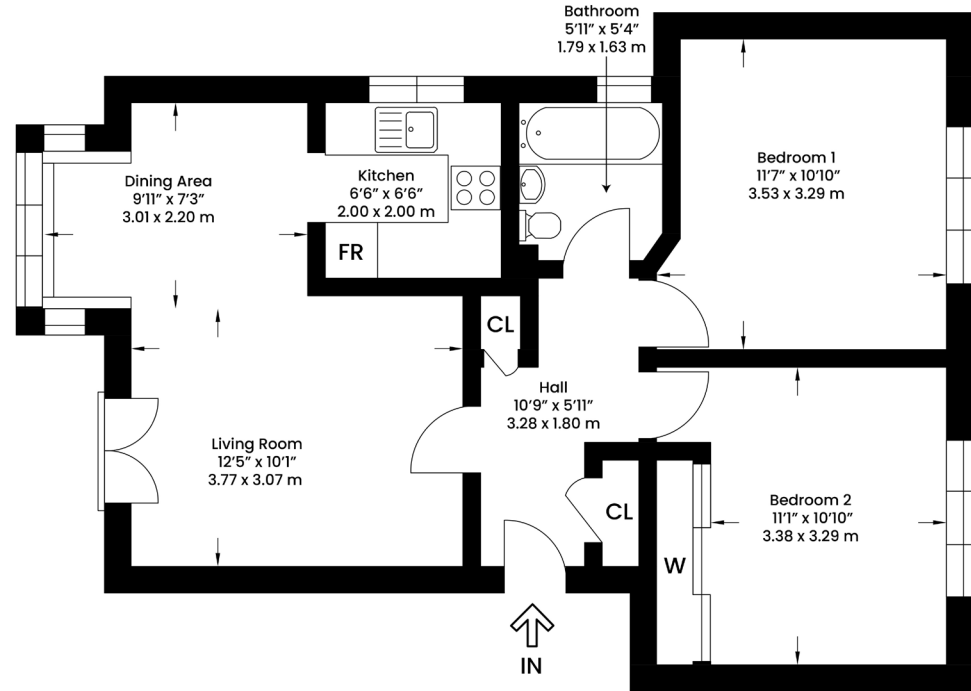 Bathroom
5’11” x 5’4”
1.79 x 1.63 m
Dining Area
9’11” x 7’3”
3.01 x 2.20 m
Kitchen
6’6” x 6’6”
2.00 x 2.00 m
FR
Bedroom 1
11’7” x 10’10”
3.53 x 3.29 m
CL
Hall
10’9” x 5’11”
3.28 x 1.80 m
Living Room
12’5” x 10’1”
3.77 x 3.07 m
CL
W
Bedroom 2
11’1” x 10’10”
3.38 x 3.29 m
IN